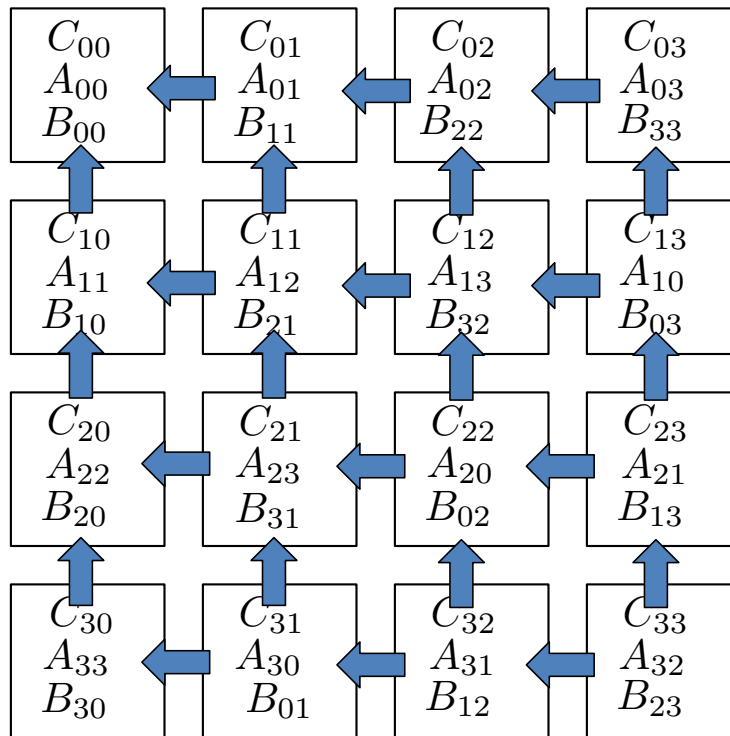 C₀₀ C₀₁ C₀₂ C₀₃
A₀₀ A₀₁ A₀₂ A₀₃
B₀₀ B₁₁ B₂₂ B₃₃
C₁₀ C₁₁ C₁₂ C₁₃
A₁₁ A₁₂ A₁₃ A₁₀
B₁₀ B₂₁ B₃₂ B₀₃
C₂₀ C₂₁ C₂₂ C₂₃
A₂₂ A₂₃ A₂₀ A₂₁
B₂₀ B₃₁ B₀₂ B₁₃
C₃₀ C₃₁ C₃₂ C₃₃
A₃₃ A₃₀ A₃₁ A₃₂
B₃₀ B₀₁ B₁₂ B₂₃